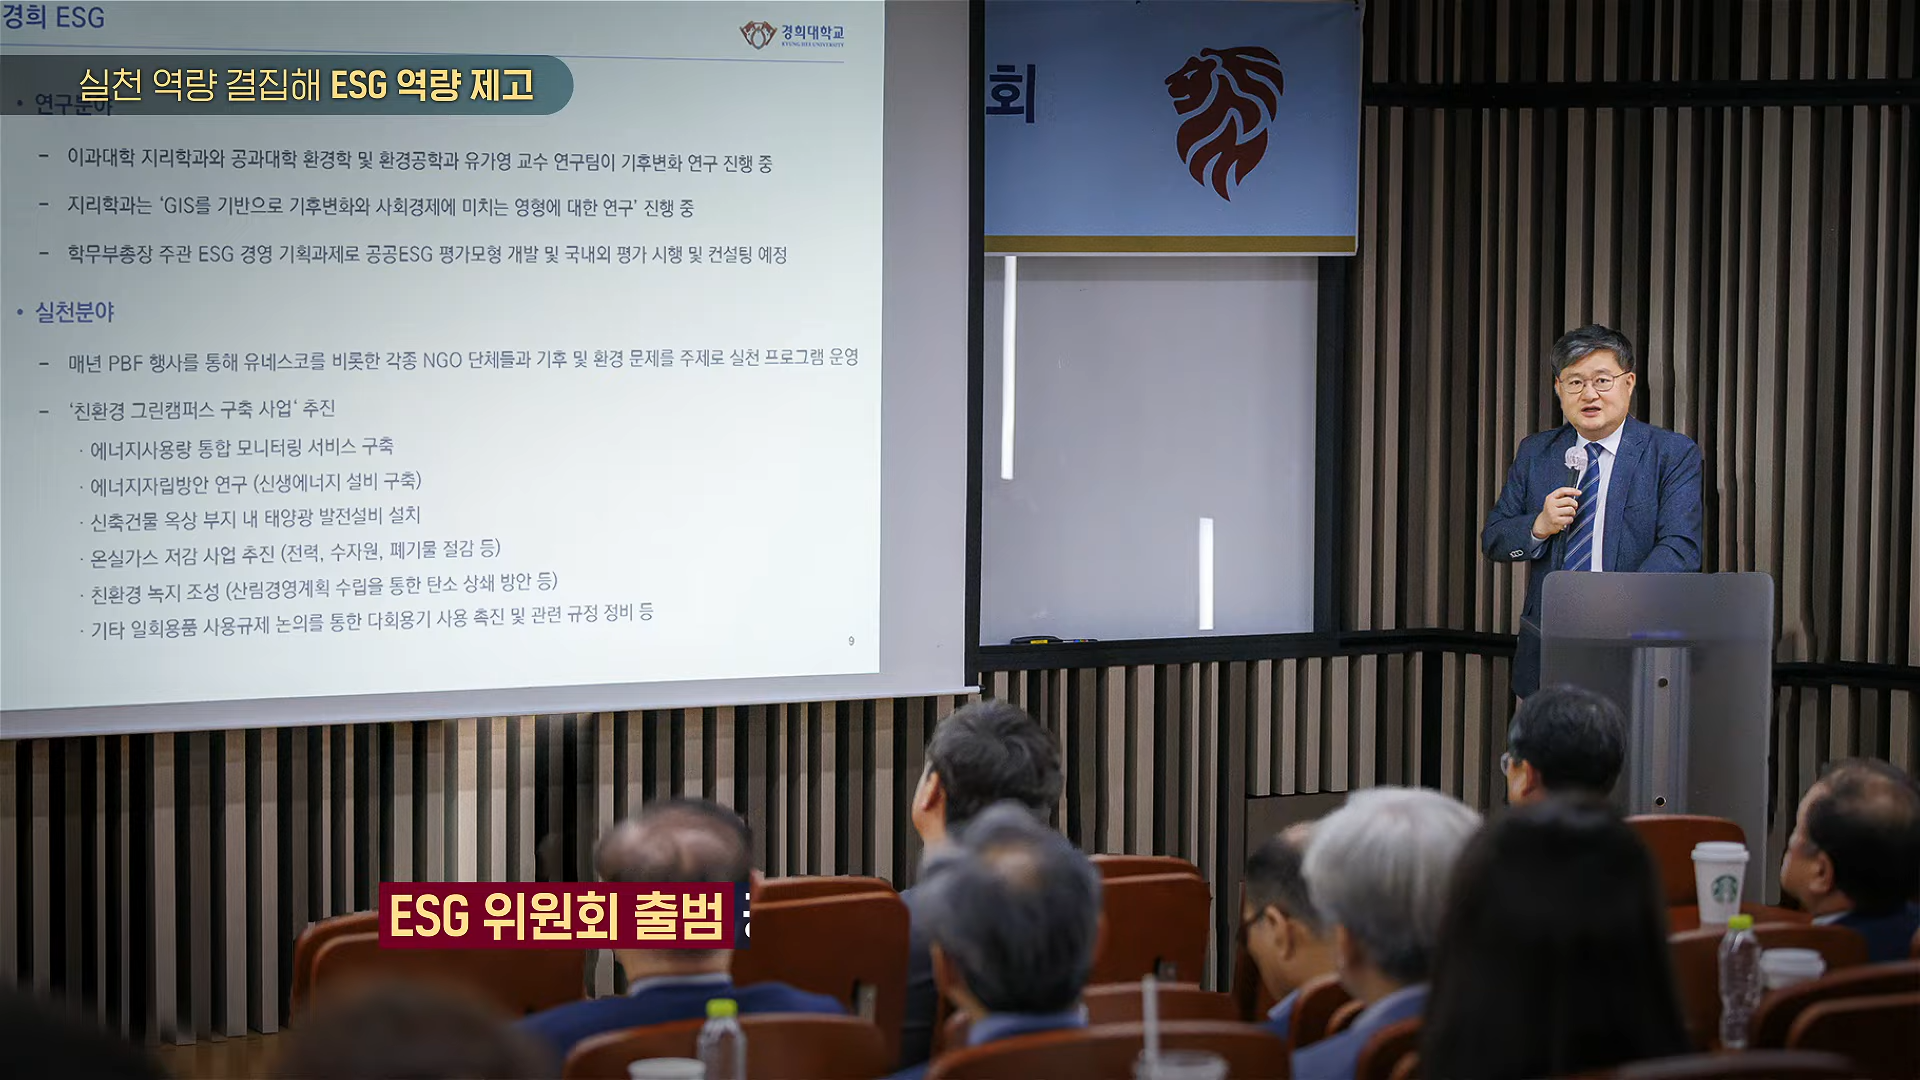 경희 ESG
경희대학교
KYUNG HEE UNIVERSITY
실천 역량 결집해 ESG 역량 제고
• 연구분야
- 이과대학 지리학과와 공과대학 환경학 및 환경공학과 유가영 교수 연구팀이 기후변화 연구 진행 중
- 지리학과는 ‘GIS를 기반으로 기후변화와 사회경제에 미치는 영형에 대한 연구’ 진행 중
- 학무부총장 주관 ESG 경영 기획과제로 공공ESG 평가모형 개발 및 국내외 평가 시행 및 컨설팅 예정
• 실천분야
- 매년 PBF 행사를 통해 유네스코를 비롯한 각종 NGO 단체들과 기후 및 환경 문제를 주제로 실천 프로그램 운영
- ‘친환경 그린캠퍼스 구축 사업‘ 추진
· 에너지사용량 통합 모니터링 서비스 구축
· 에너지자립방안 연구 (신생에너지 설비 구축)
· 신축건물 옥상 부지 내 태양광 발전설비 설치
· 온실가스 저감 사업 추진 (전력, 수자원, 폐기물 절감 등)
· 친환경 녹지 조성 (산림경영계획 수립을 통한 탄소 상쇄 방안 등)
· 기타 일회용품 사용규제 논의를 통한 다회용기 사용 촉진 및 관련 규정 정비 등
9
회
ESG 위원회 출범